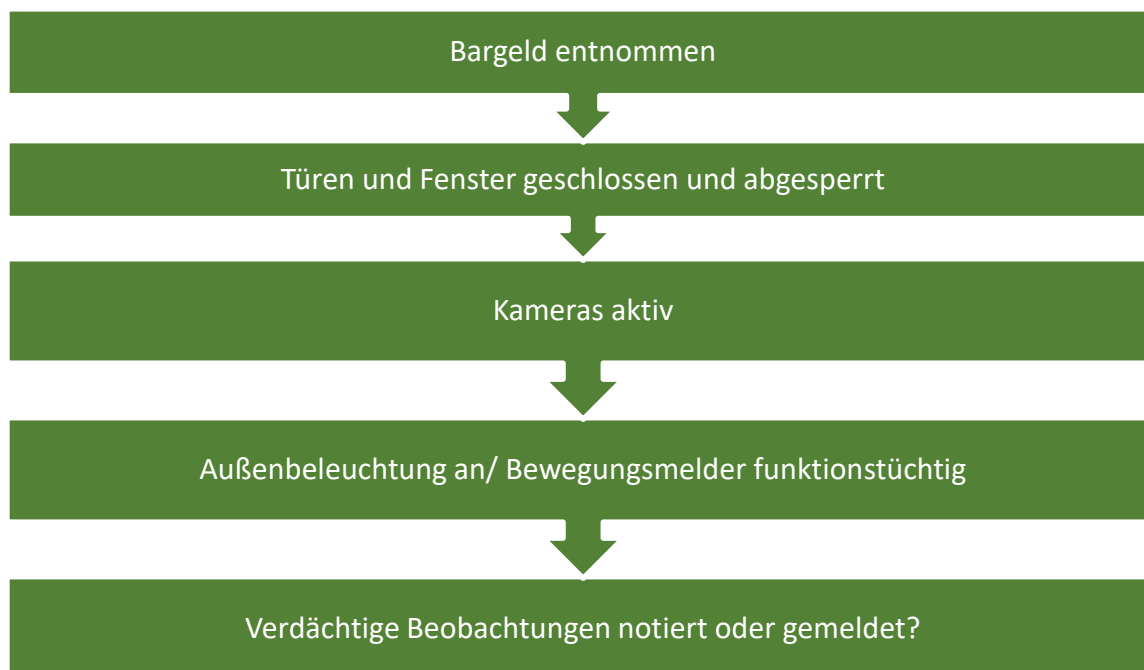 Bargeld entnommen
Türen und Fenster geschlossen und abgesperrt
Kameras aktiv
Außenbeleuchtung an/ Bewegungsmelder funktionstüchtig
Verdächtige Beobachtungen notiert oder gemeldet?